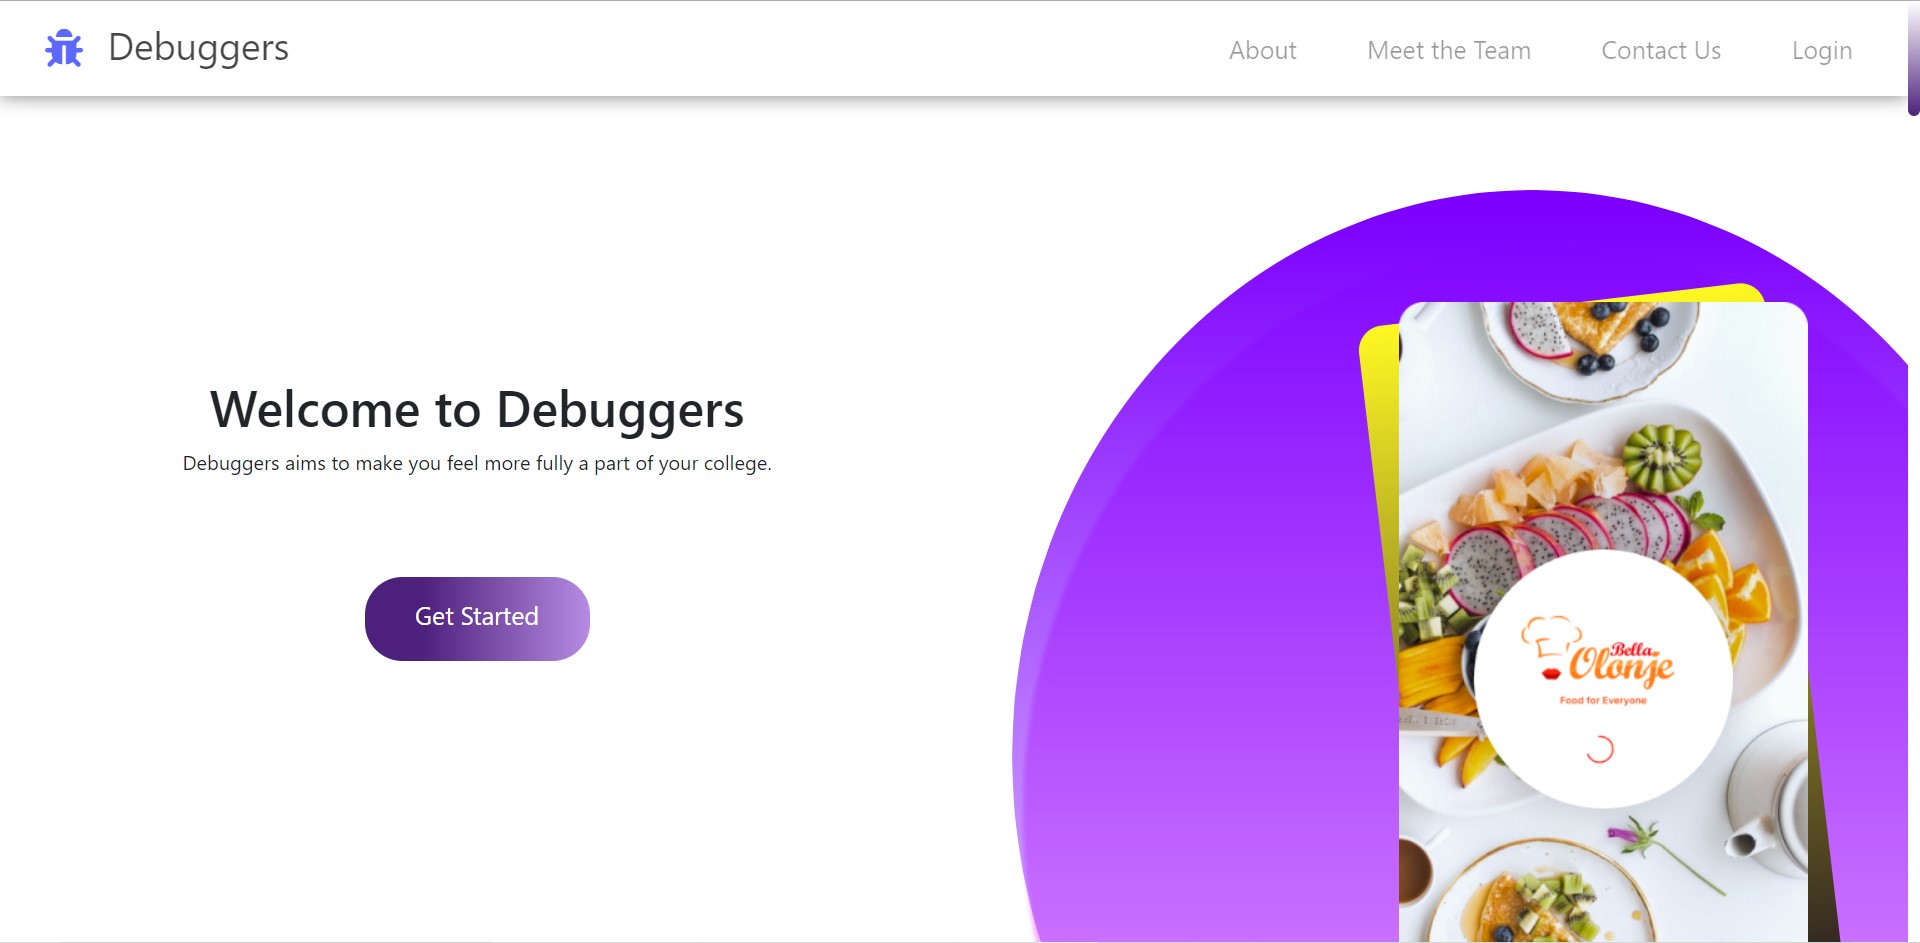 Debuggers
About
Meet the Team
Contact Us
Login
Welcome to Debuggers
Debuggers aims to make you feel more fully a part of your college.
Get Started
Bella
Olonje
Food for Everyone